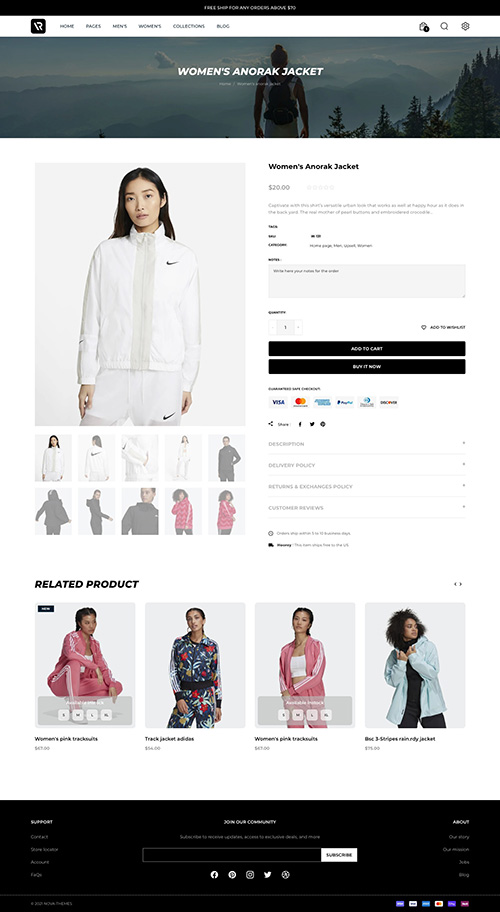 FREE SHIP FOR ANY ORDERS ABOVE $70
HOME PAGES MEN'S WOMEN'S COLLECTIONS BLOG
WOMEN'S ANORAK JACKET
Home / Women's Anorak Jacket
Women's Anorak Jacket
$20.00
Captivate with this shirt's versatile urban look that works as well at happy hour as it does in
the back yard. The real mother of pearl buttons and embroidered crocodile .
TAGS:
SKU: M-131
CATEGORY: Home page, Men, Upsell, Women
NOTES :
Write here your notes for the order
QUANTITY
- 1 +
ADD TO WISHLIST
ADD TO CART
BUY IT NOW
GUARANTEED SAFE CHECKOUT:
VISA MasterCard PayPal DISCOVER
Share :
DESCRIPTION +
DELIVERY POLICY +
RETURNS & EXCHANGES POLICY +
CUSTOMER REVIEWS +
Orders ship within 5 to 10 business days.
Hooray ! This item ships free to the US
RELATED PRODUCT
NEW
Available Instock
S M L XL
Available Instock
S M L XL
Women's pink tracksuits
$67.00
Track jacket adidas
$54.00
Women's pink tracksuits
$67.00
Bsc 3-Stripes rain.rdy jacket
$75.00
SUPPORT
Contact
Store locator
Account
FaQs
JOIN OUR COMMUNITY
Subscribe to receive updates, access to exclusive deals, and more
SUBSCRIBE
ABOUT
Our story
Our mission
Jobs
Blog
© 2021 NOVA THEMES